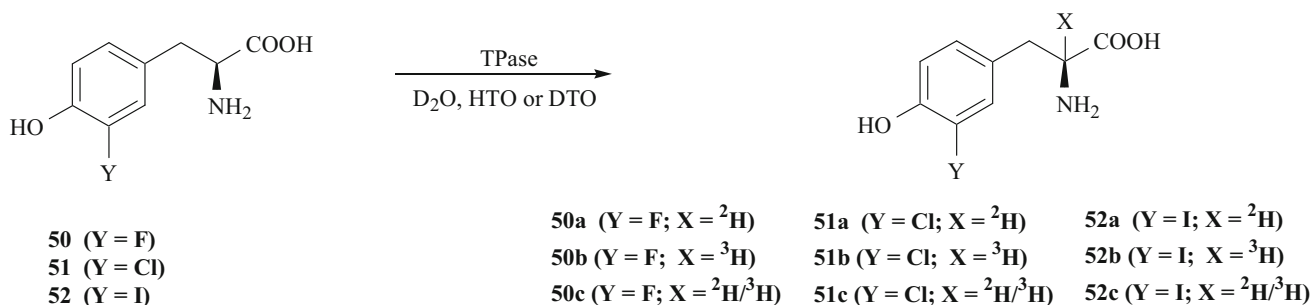 COOH
NH₂
HO
Y
TPase
D₂O, HTO or DTO
X
COOH
NH₂
HO
Y
50 (Y = F)
51 (Y = Cl)
52 (Y = I)
50a (Y = F; X = ²H) 51a (Y = Cl; X = ²H) 52a (Y = I; X = ²H)
50b (Y = F; X = ³H) 51b (Y = Cl; X = ³H) 52b (Y = I; X = ³H)
50c (Y = F; X = ²H/³H) 51c (Y = Cl; X = ²H/³H) 52c (Y = I; X = ²H/³H)